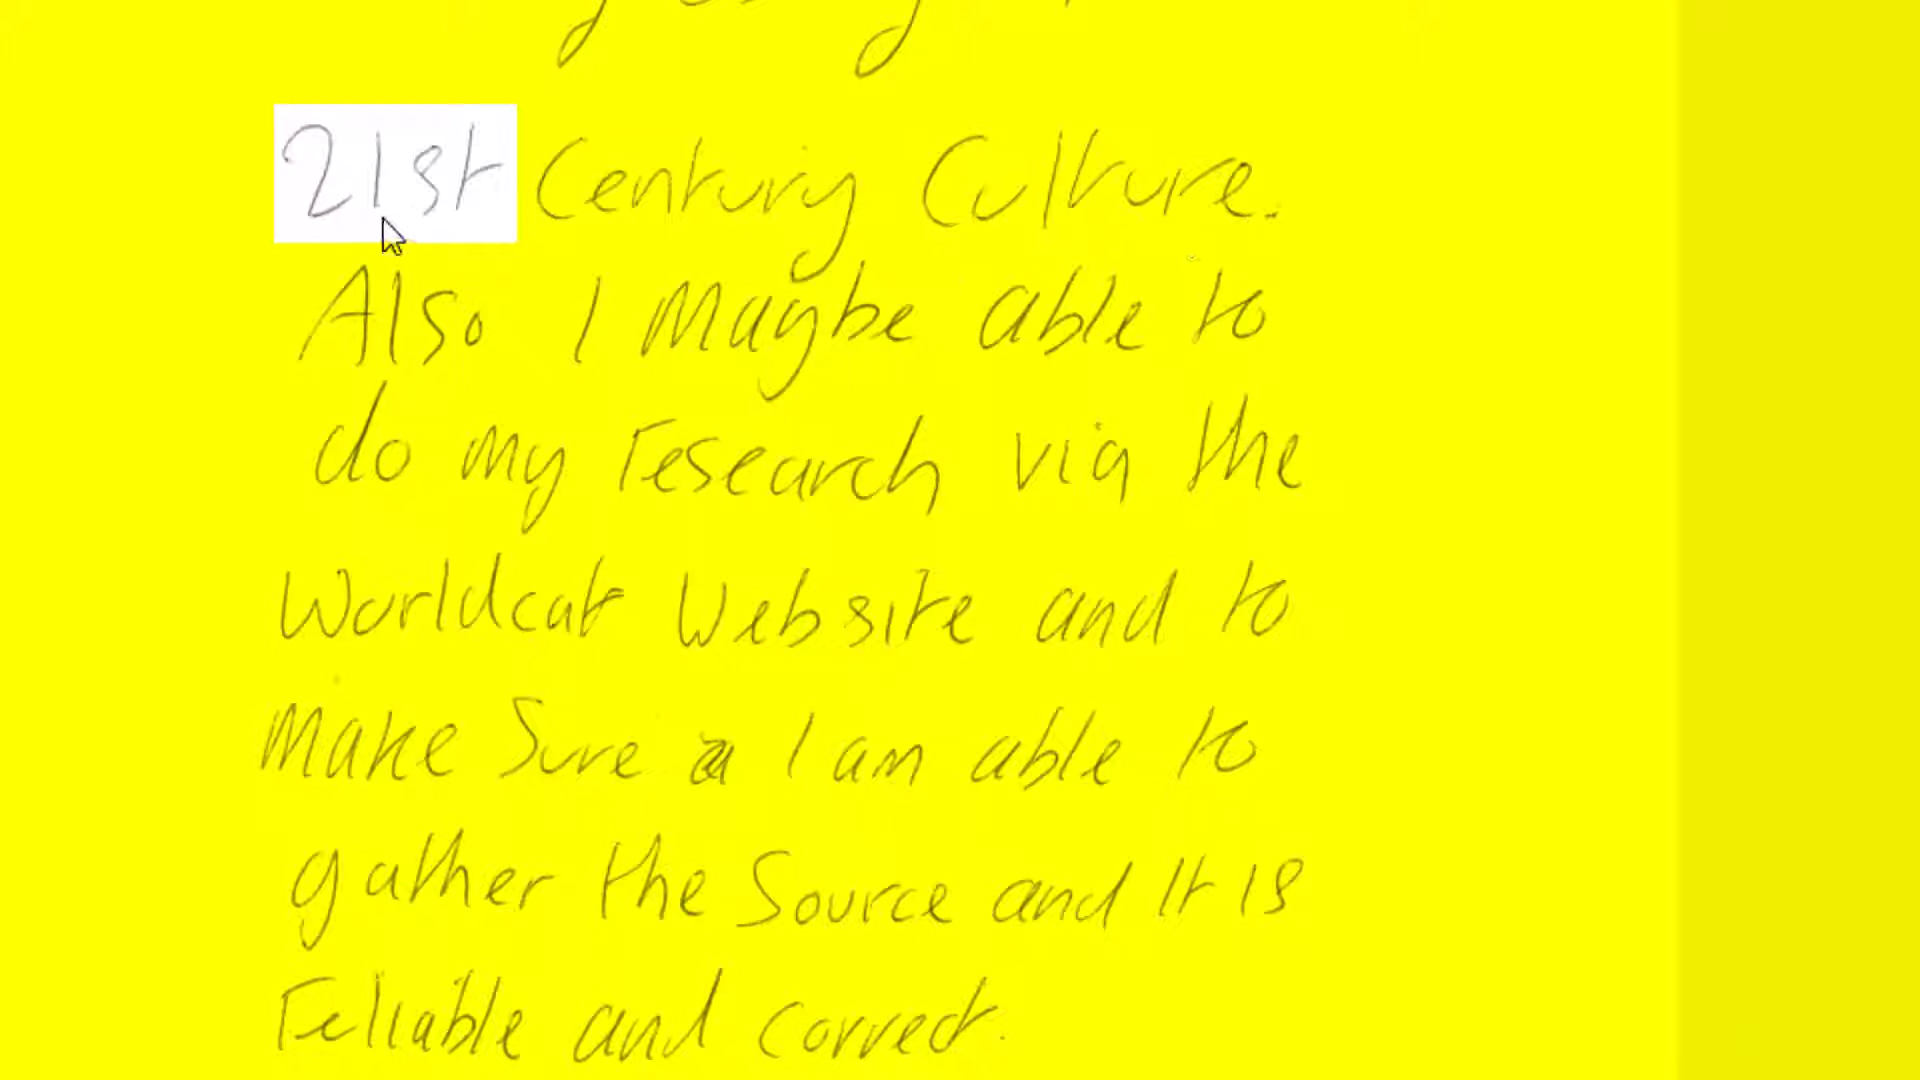 21st Century Culture.
Also I Maybe able to
do my research via the
Worldcat Website and to
Make Sure a I am able to
gather the Source and It Is
rellable and correct.